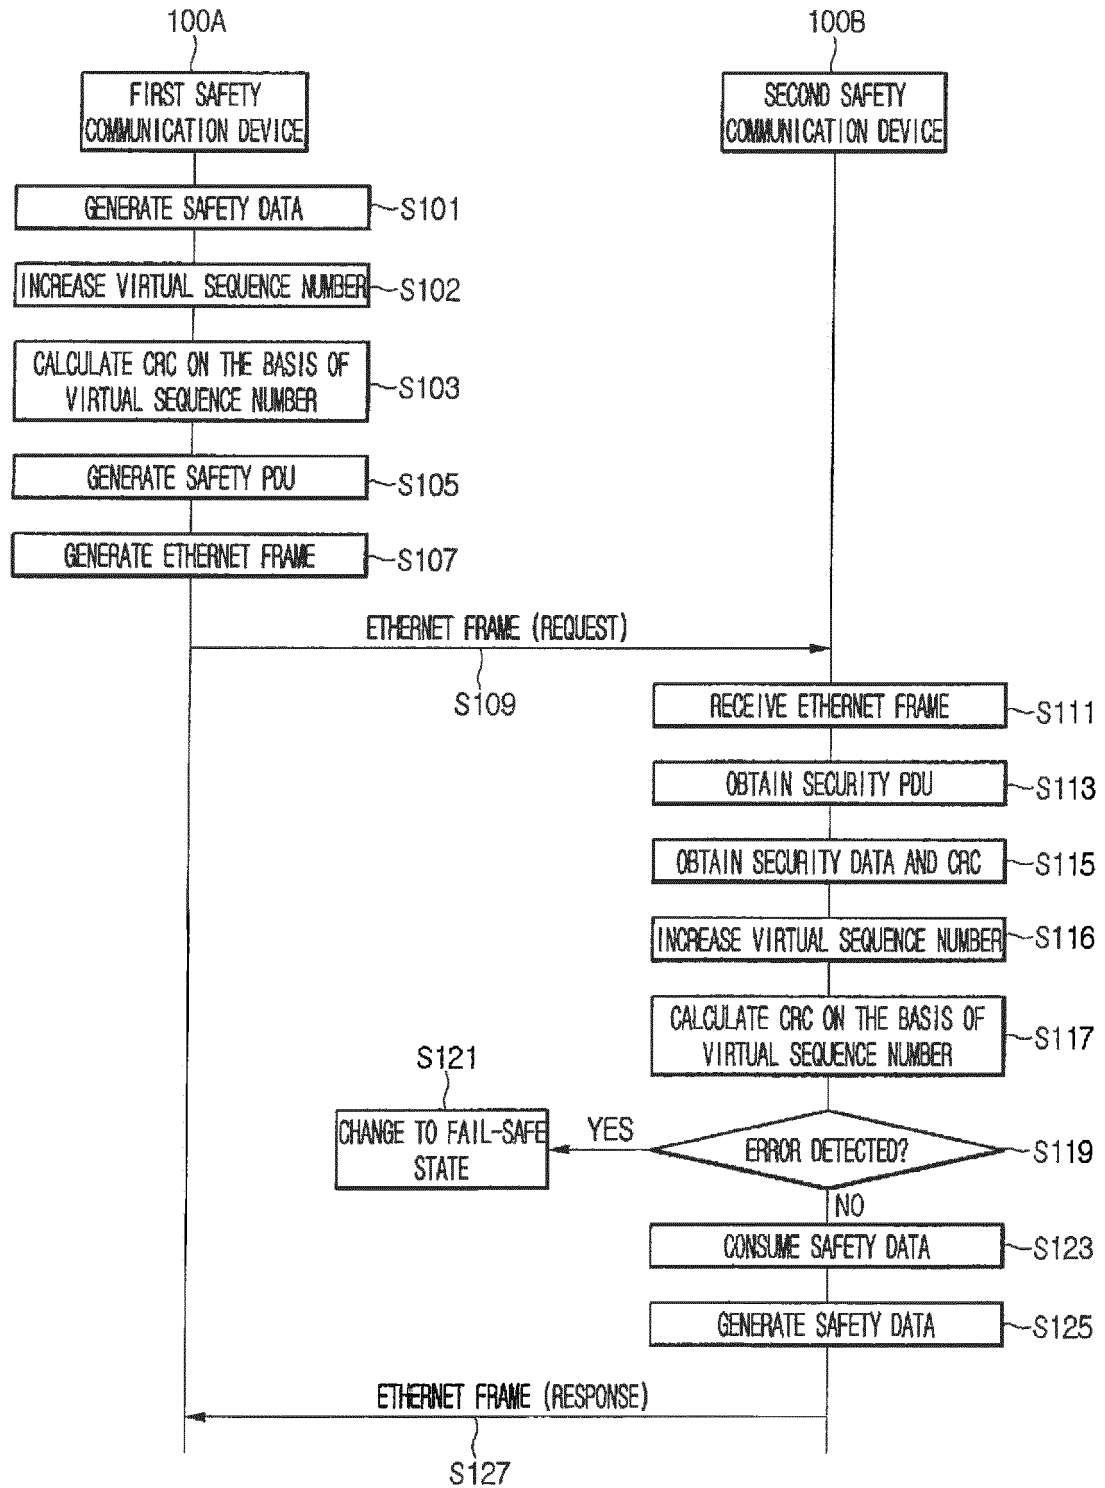 100A
100B
FIRST SAFETY
COMMUNICATION DEVICE
SECOND SAFETY
COMMUNICATION DEVICE
GENERATE SAFETY DATA
S101
INCREASE VIRTUAL SEQUENCE NUMBER
S102
CALCULATE CRC ON THE BASIS OF
VIRTUAL SEQUENCE NUMBER
S103
GENERATE SAFETY PDU
S105
GENERATE ETHERNET FRAME
S107
ETHERNET FRAME (REQUEST)
S109
RECEIVE ETHERNET FRAME
S111
OBTAIN SECURITY PDU
S113
OBTAIN SECURITY DATA AND CRC
S115
INCREASE VIRTUAL SEQUENCE NUMBER
S116
CALCULATE CRC ON THE BASIS OF
VIRTUAL SEQUENCE NUMBER
S117
S121
CHANGE TO FAIL-SAFE
STATE
YES
ERROR DETECTED?
S119
NO
CONSUME SAFETY DATA
S123
GENERATE SAFETY DATA
S125
ETHERNET FRAME (RESPONSE)
S127